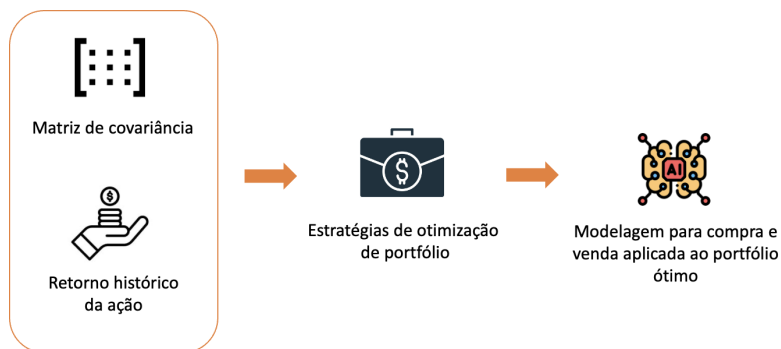 Matriz de covariância
$
Retorno histórico
da ação
$
Estratégias de otimização
de portfólio
AI
Modelagem para compra e
venda aplicada ao portfólio
ótimo